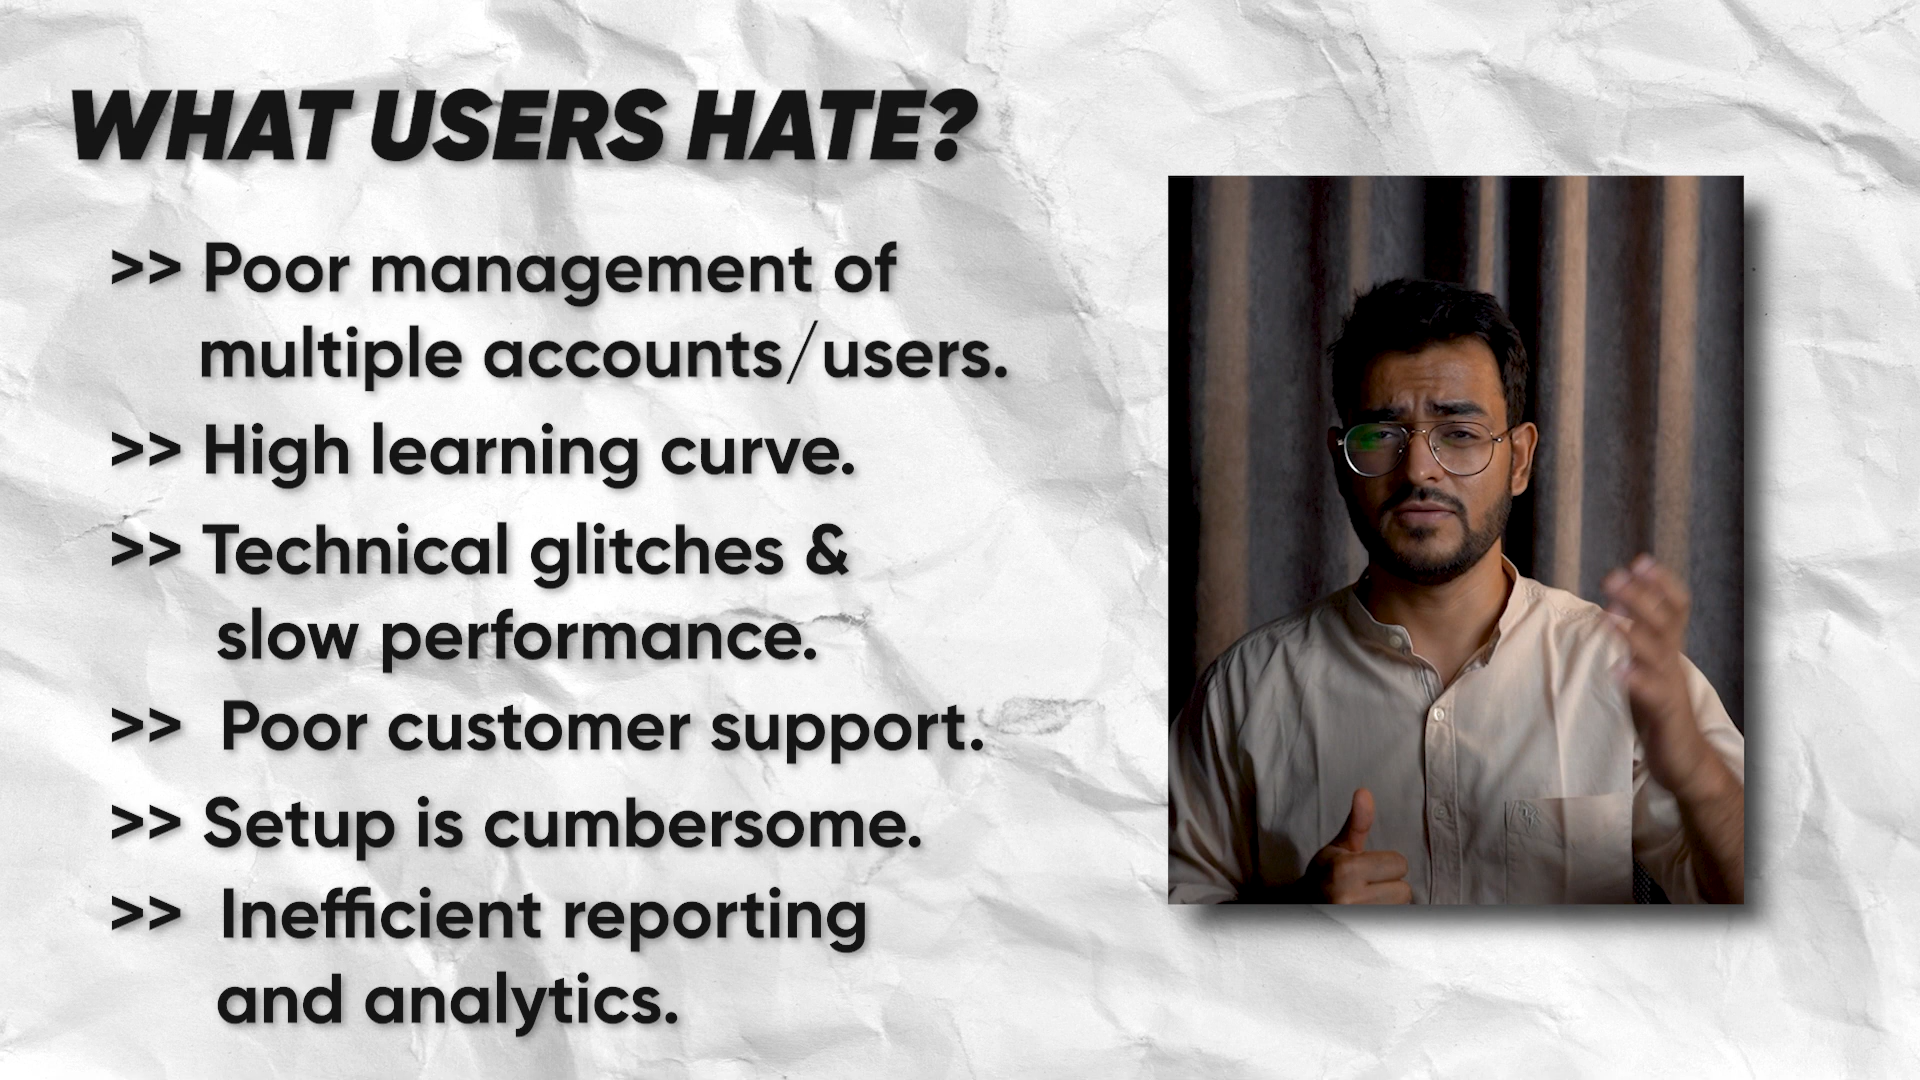 WHAT USERS HATE?
>> Poor management of
multiple accounts/users.
>> High learning curve.
>> Technical glitches &
slow performance.
>> Poor customer support.
>> Setup is cumbersome.
>> Inefficient reporting
and analytics.